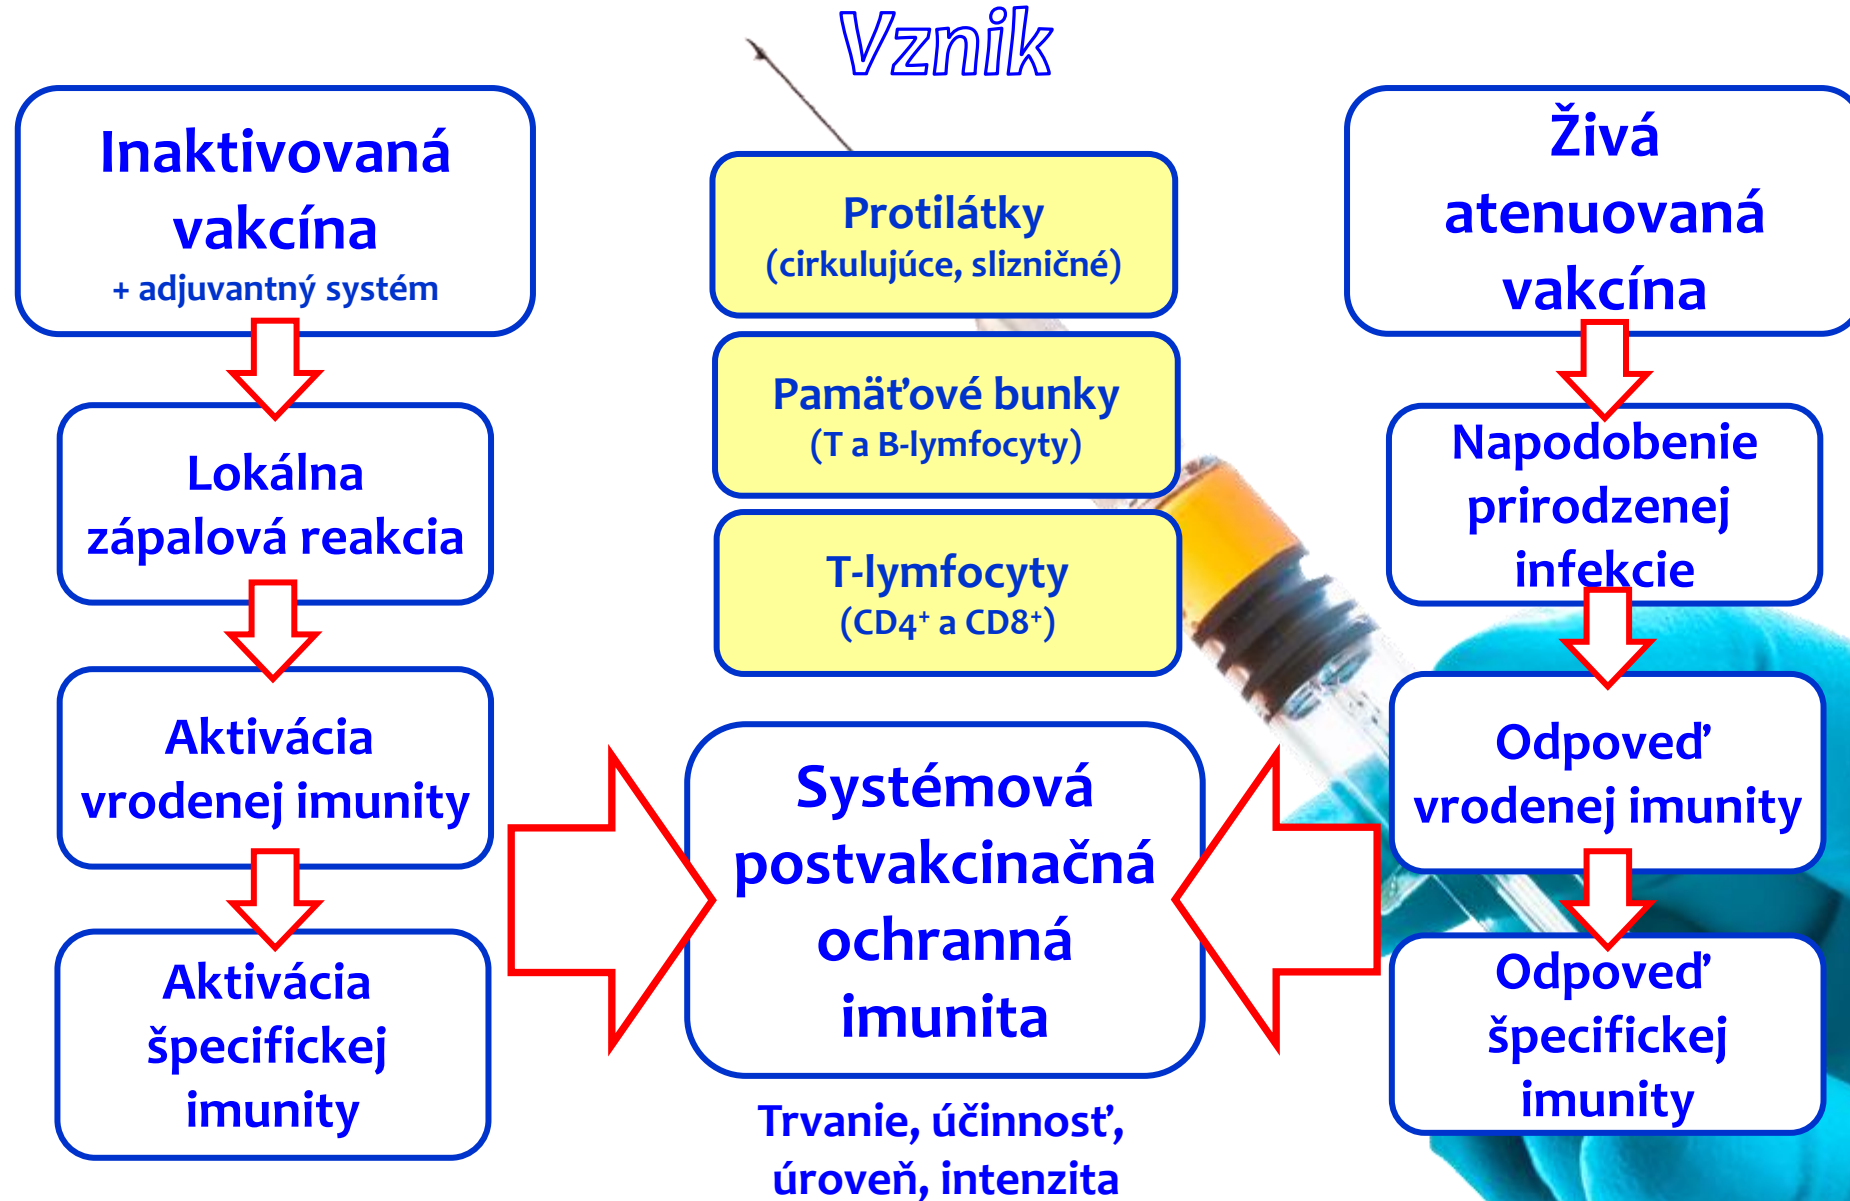 Vznik
Inaktivovaná
vakcína
+ adjuvantný systém
Lokálna
zápalová reakcia
Aktivácia
vrodenej imunity
Aktivácia
špecifickej
imunity
Protilátky
(cirkulujúce, slizničné)
Pamäťové bunky
(T a B-lymfocyty)
T-lymfocyty
(CD4⁺ a CD8⁺)
Systémová
postvakcinačná
ochranná
imunita
Trvanie, účinnosť,
úroveň, intenzita
Živá
atenuovaná
vakcína
Napodobenie
prirodzenej
infekcie
Odpoveď
vrodenej imunity
Odpoveď
špecifickej
imunity